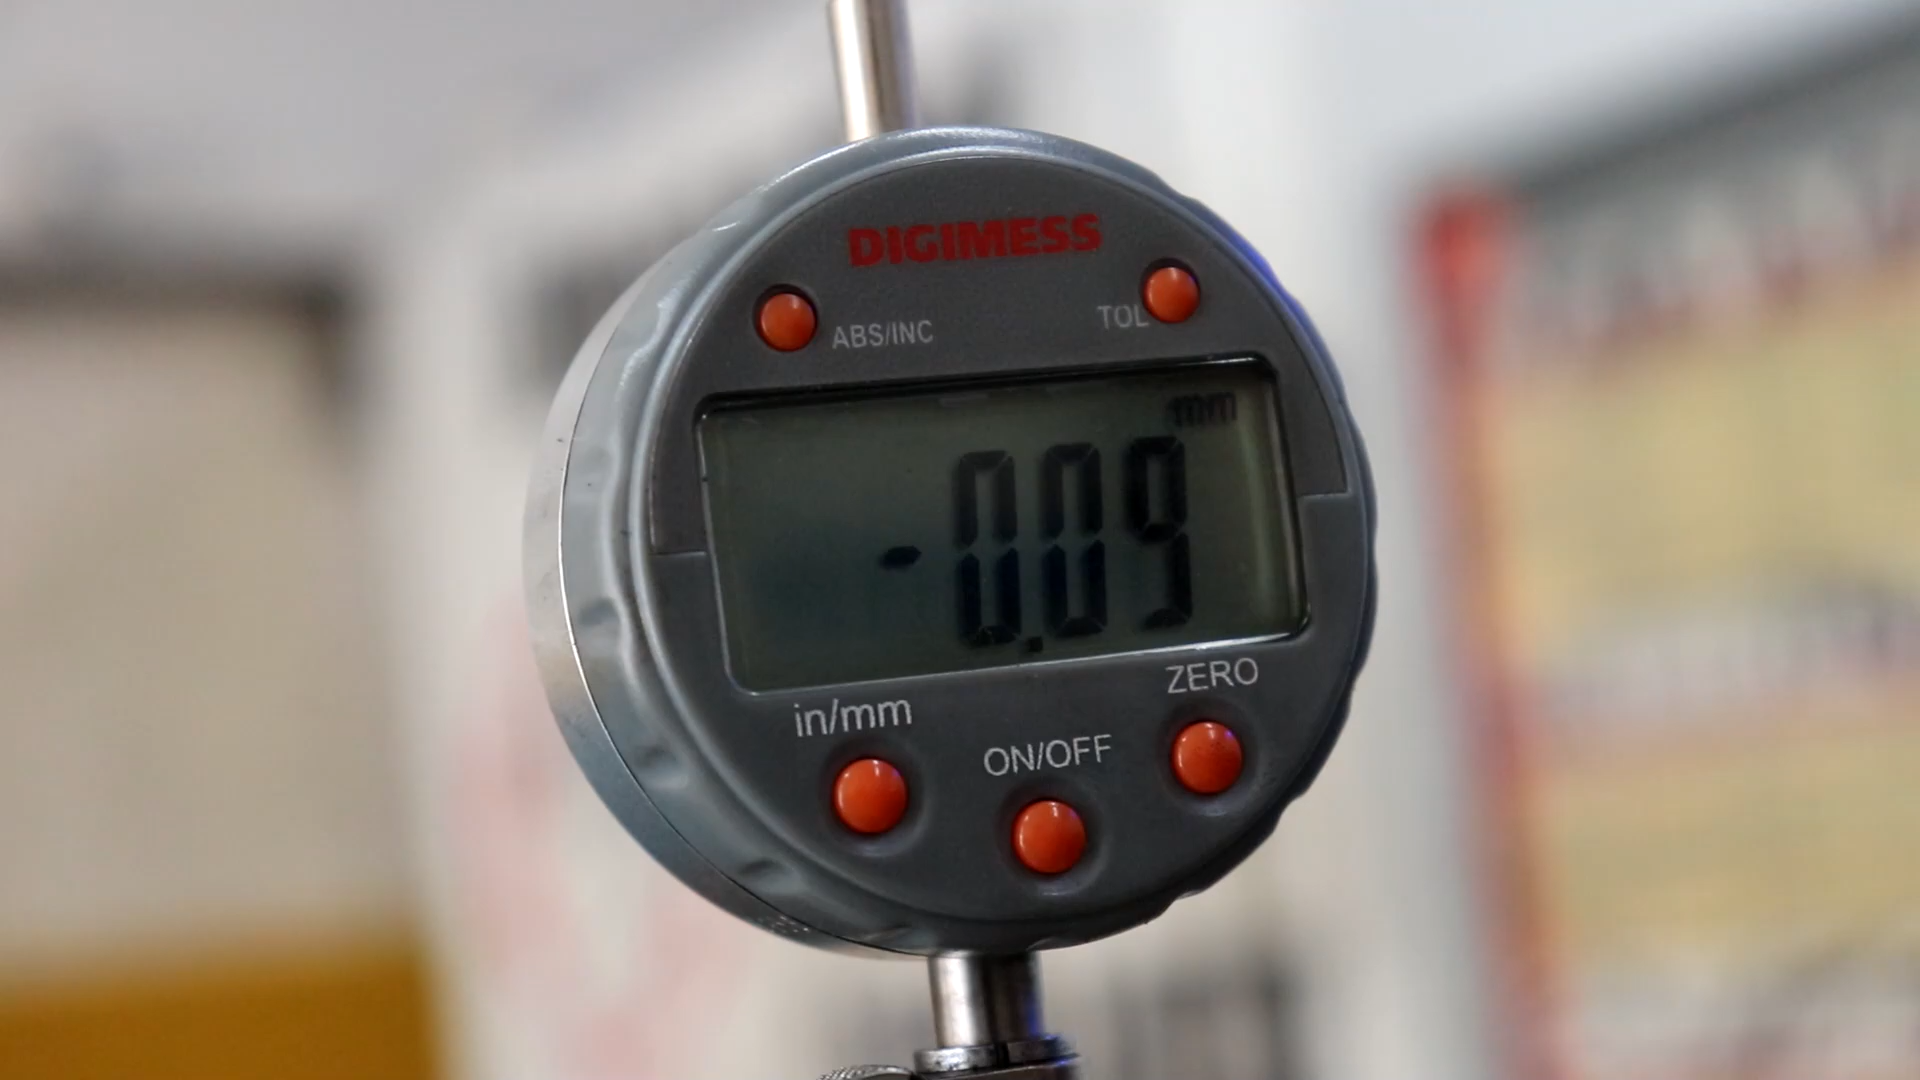 DIGIMESS
ABS/INC
TOL
mm
-0.09
in/mm
ON/OFF
ZERO